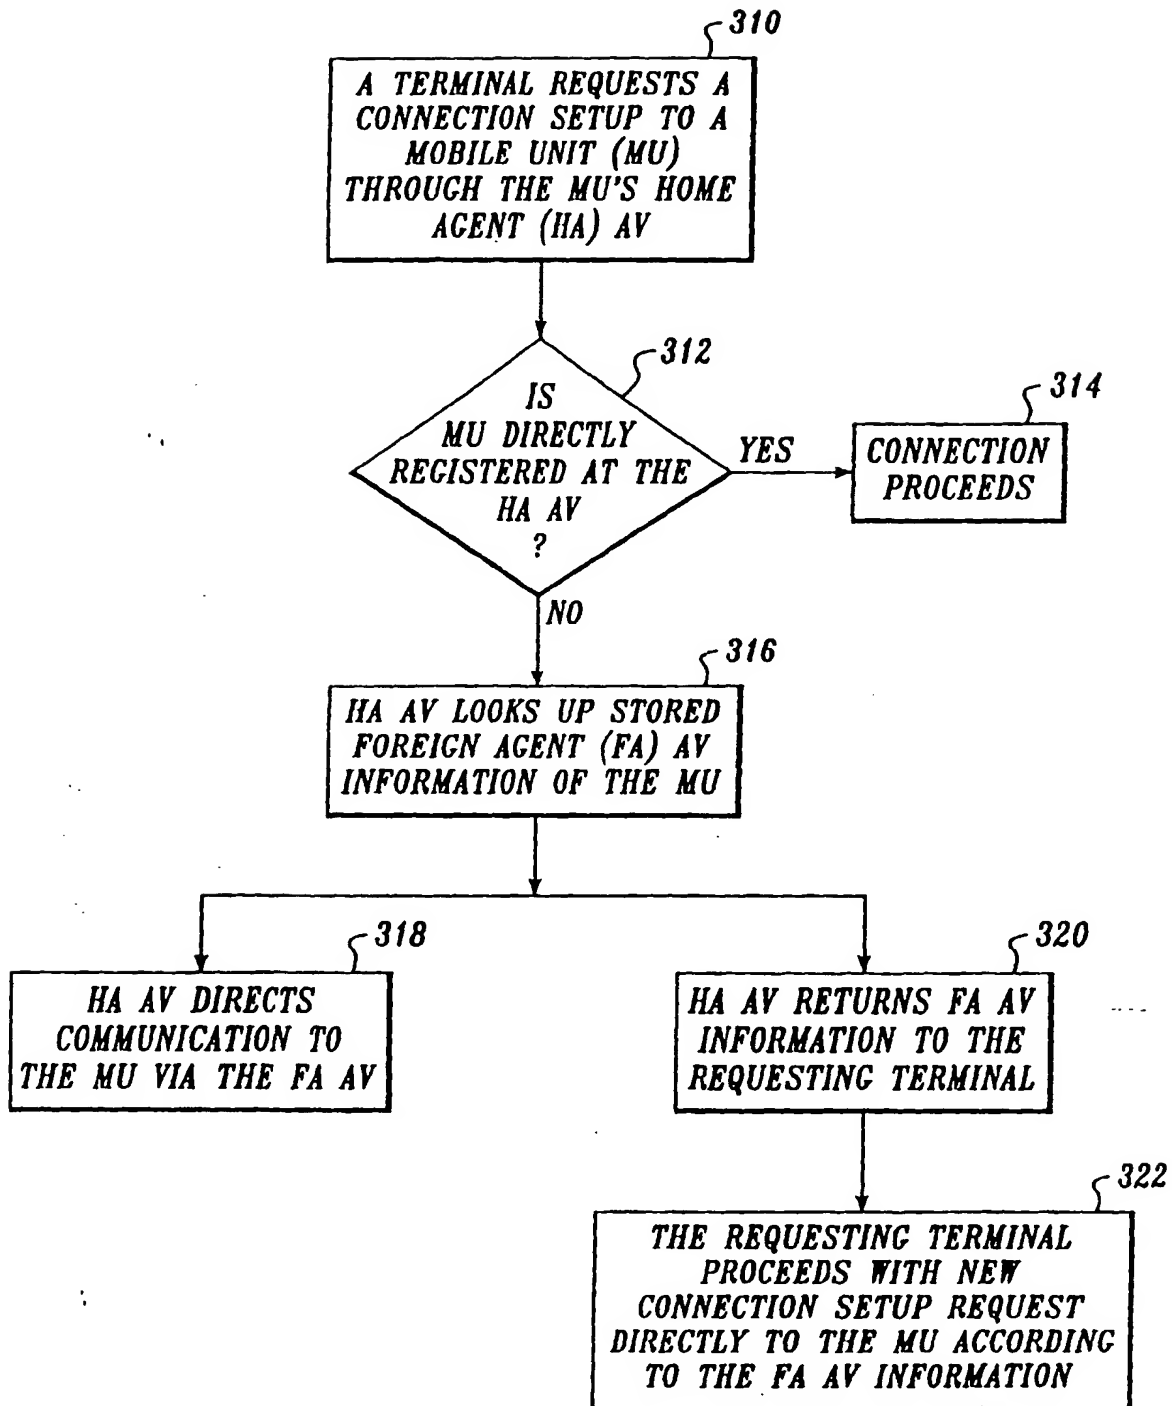 310
A TERMINAL REQUESTS A
CONNECTION SETUP TO A
MOBILE UNIT (MU)
THROUGH THE MU'S HOME
AGENT (HA) AV
312
IS
MU DIRECTLY
REGISTERED AT THE
HA AV
?
YES
314
CONNECTION
PROCEEDS
NO
316
HA AV LOOKS UP STORED
FOREIGN AGENT (FA) AV
INFORMATION OF THE MU
318
HA AV DIRECTS
COMMUNICATION TO
THE MU VIA THE FA AV
320
HA AV RETURNS FA AV
INFORMATION TO THE
REQUESTING TERMINAL
322
THE REQUESTING TERMINAL
PROCEEDS WITH NEW
CONNECTION SETUP REQUEST
DIRECTLY TO THE MU ACCORDING
TO THE FA AV INFORMATION